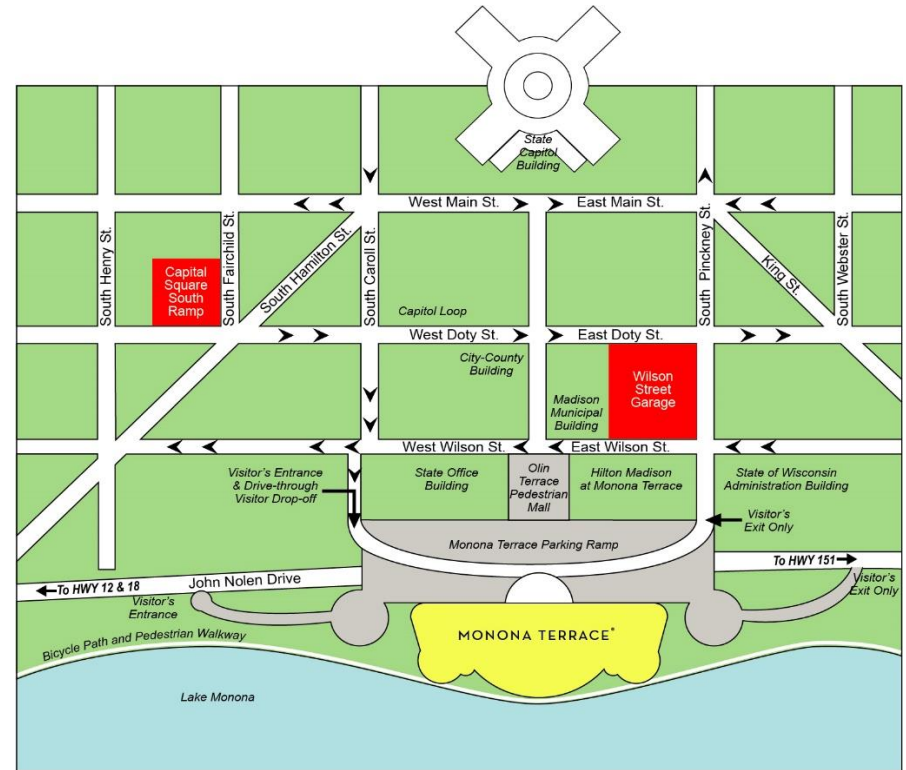 State
Capitol
Building
West Main St.
East Main St.
South Henry St.
South Fairchild St.
South Hamilton St.
South Caroll St.
South Pinckney St.
King St.
South Webster St.
Capital
Square
South
Ramp
Capitol Loop
West Doty St.
East Doty St.
City-County
Building
Madison
Municipal
Building
Wilson
Street
Garage
West Wilson St.
East Wilson St.
Visitor's Entrance
& Drive-through
Visitor Drop-off
State Office
Building
Olin
Terrace
Pedestrian
Mall
Hilton Madison
at Monona Terrace
State of Wisconsin
Administration Building
Visitor's
Exit Only
Monona Terrace Parking Ramp
To HWY 151
To HWY 12 & 18
John Nolen Drive
Visitor's
Entrance
Visitor's
Exit Only
Bicycle Path and Pedestrian Walkway
MONONA TERRACE®
Lake Monona